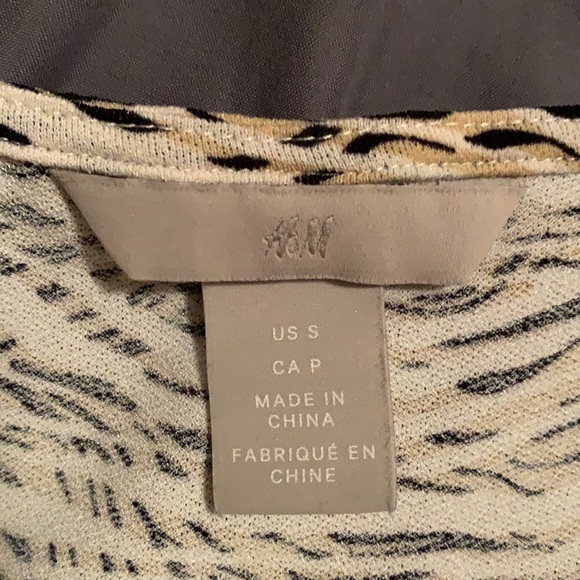 H&M
US S
CA P
MADE IN
CHINA
FABRIQUÉ EN
CHINE